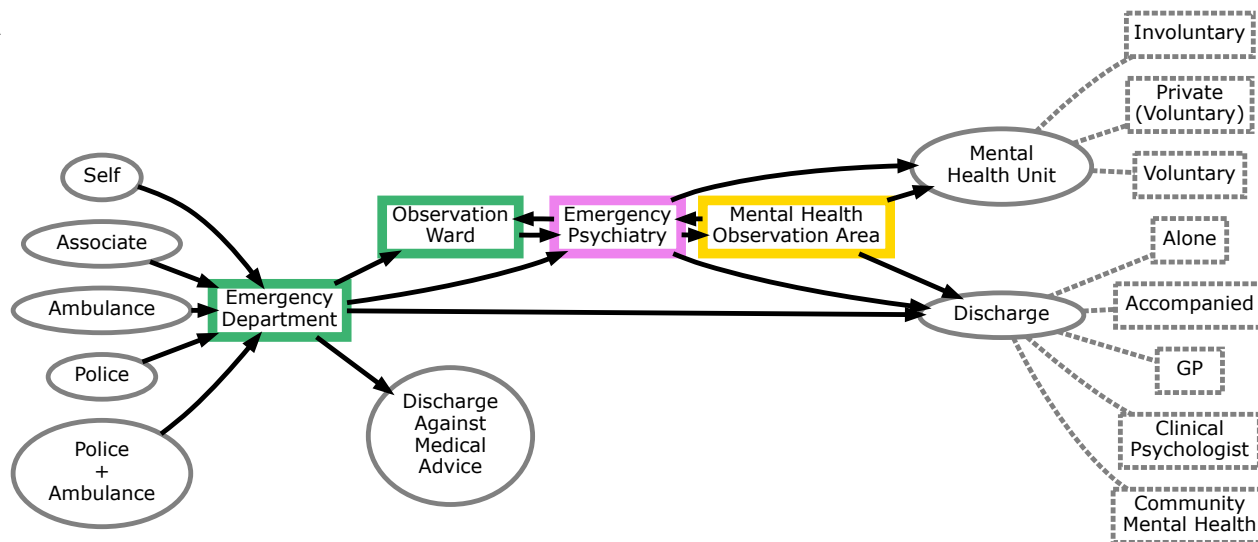 Self
Associate
Ambulance
Police
Police
+
Ambulance
Emergency
Department
Observation
Ward
Discharge
Against
Medical
Advice
Emergency
Psychiatry
Mental Health
Observation Area
Mental
Health Unit
Discharge
Involuntary
Private
(Voluntary)
Voluntary
Alone
Accompanied
GP
Clinical
Psychologist
Community
Mental Health